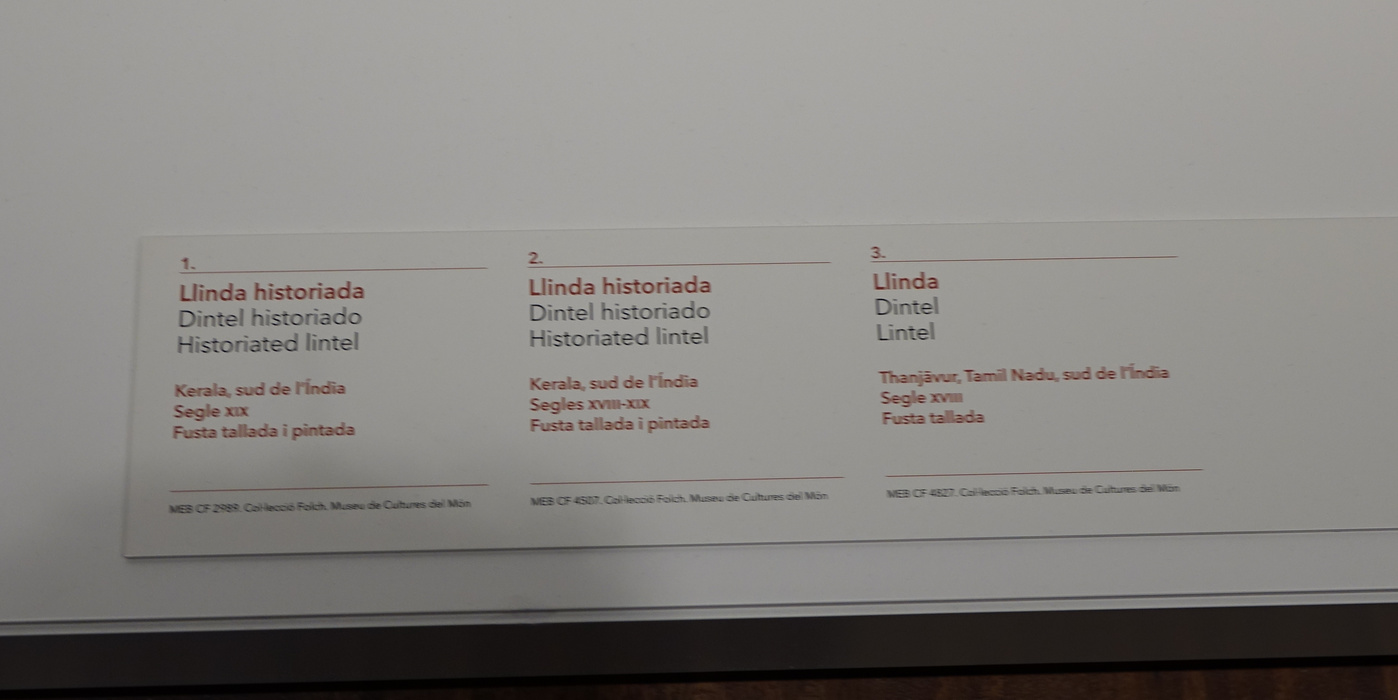 1.
Llinda historiada
Dintel historiado
Historiated lintel
Kerala, sud de l'Índia
Segle XIX
Fusta tallada i pintada
MEB CF 2989. Col·lecció Folch. Museu de Cultures del Món
2.
Llinda historiada
Dintel historiado
Historiated lintel
Kerala, sud de l'Índia
Segles XVIII-XIX
Fusta tallada i pintada
MEB CF 4507. Col·lecció Folch. Museu de Cultures del Món
3.
Llinda
Dintel
Lintel
Thanjāvur, Tamil Nadu, sud de l'Índia
Segle XVIII
Fusta tallada
MEB CF 4827. Col·lecció Folch. Museu de Cultures del Món